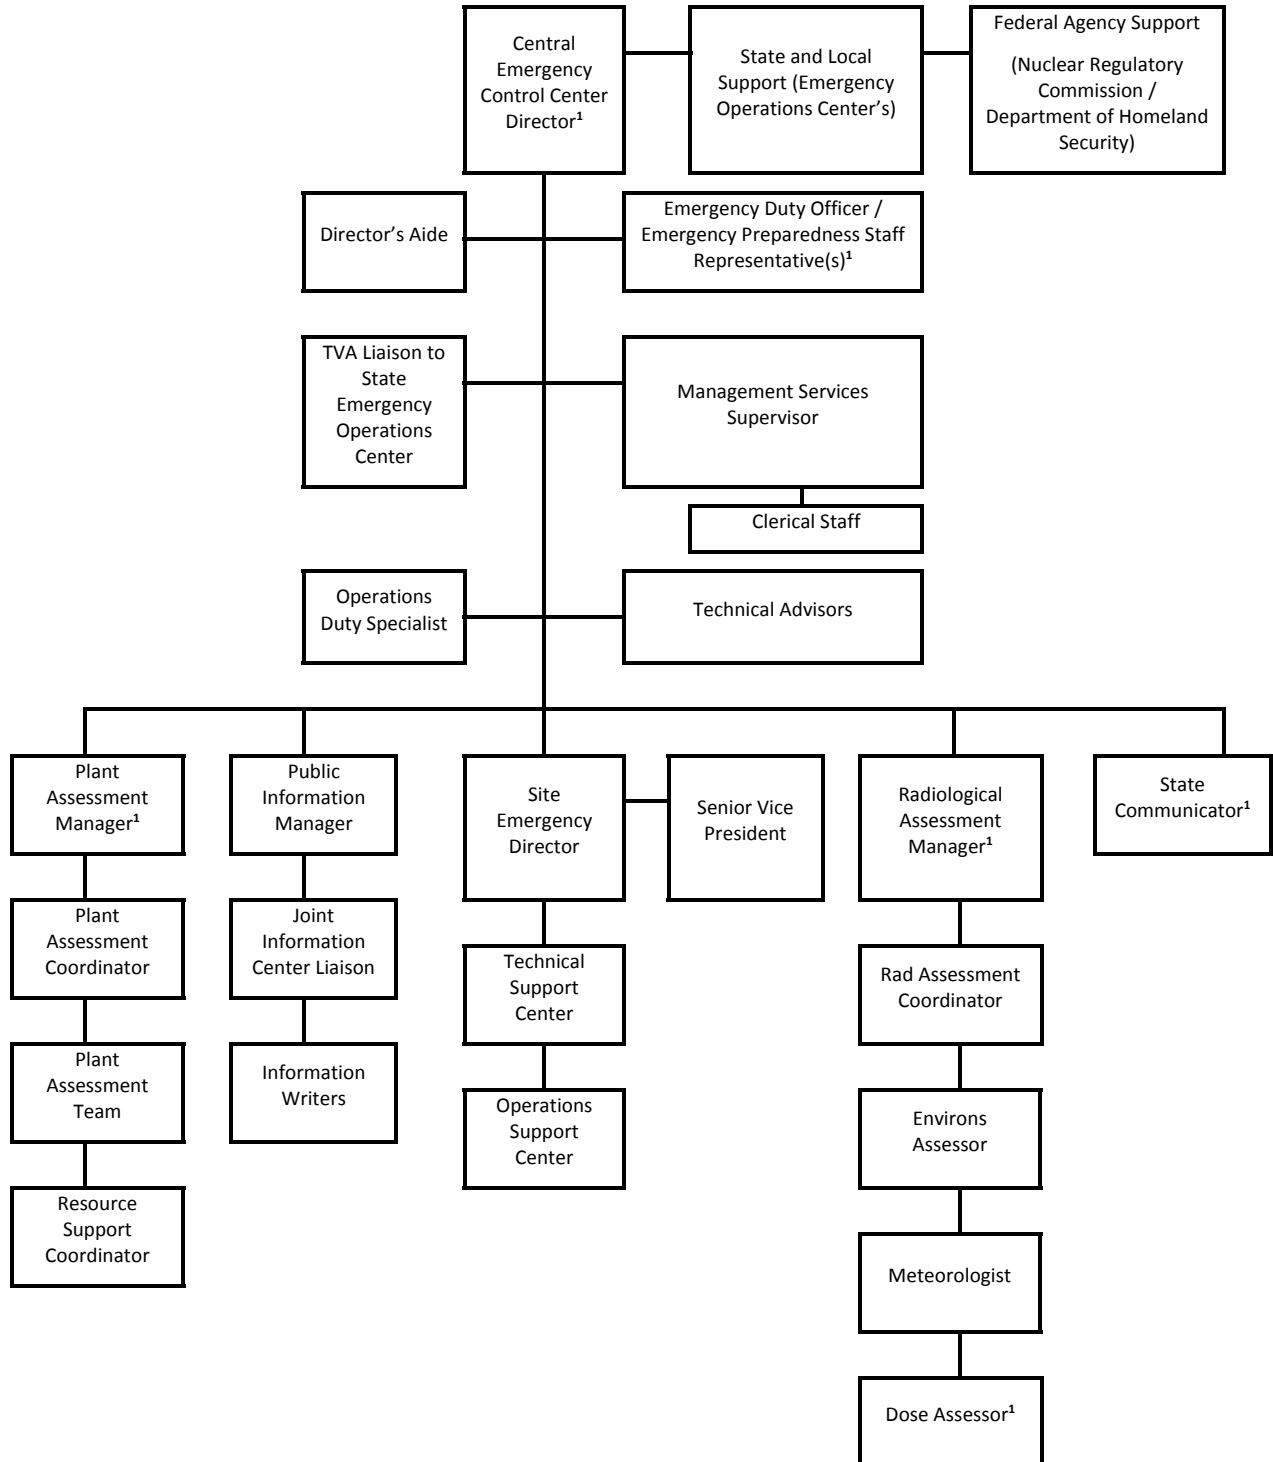 Central
Emergency
Control Center
Director¹
State and Local
Support (Emergency
Operations Center’s)
Federal Agency Support
(Nuclear Regulatory
Commission /
Department of Homeland
Security)
Director’s Aide
Emergency Duty Officer /
Emergency Preparedness Staff
Representative(s)¹
TVA Liaison to
State
Emergency
Operations
Center
Management Services
Supervisor
Clerical Staff
Operations
Duty Specialist
Technical Advisors
Plant
Assessment
Manager¹
Public
Information
Manager
Site
Emergency
Director
Senior Vice
President
Radiological
Assessment
Manager¹
State
Communicator¹
Plant
Assessment
Coordinator
Joint
Information
Center Liaison
Technical
Support
Center
Rad Assessment
Coordinator
Plant
Assessment
Team
Information
Writers
Operations
Support
Center
Environs
Assessor
Resource
Support
Coordinator
Meteorologist
Dose Assessor¹